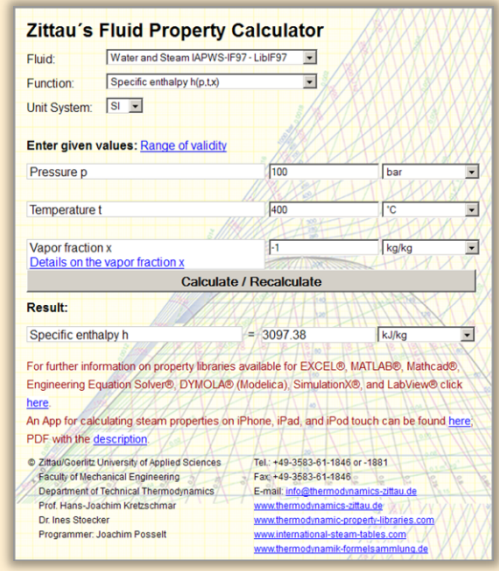 Zittau´s Fluid Property Calculator
Fluid: Water and Steam IAPWS-IF97 - LibIF97
Function: Specific enthalpy h(p,t,x)
Unit System: SI
Enter given values: Range of validity
Pressure p 100 bar
Temperature t 400 °C
Vapor fraction x -1 kg/kg
Details on the vapor fraction x
Calculate / Recalculate
Result:
Specific enthalpy h = 3097.38 kJ/kg
For further information on property libraries available for EXCEL®, MATLAB®, Mathcad®,
Engineering Equation Solver®, DYMOLA® (Modelica), SimulationX®, and LabView® click
here.
An App for calculating steam properties on iPhone, iPad, and iPod touch can be found here,
PDF with the description.
© Zittau/Goerlitz University of Applied Sciences Tel.: +49-3583-61-1846 or -1881
Faculty of Mechanical Engineering Fax: +49-3583-61-1846
Department of Technical Thermodynamics E-mail: info@thermodynamics-zittau.de
Prof. Hans-Joachim Kretzschmar www.thermodynamics-zittau.de
Dr. Ines Stoecker www.thermodynamic-property-libraries.com
Programmer: Joachim Posselt www.international-steam-tables.com
www.thermodynamik-formelsammlung.de